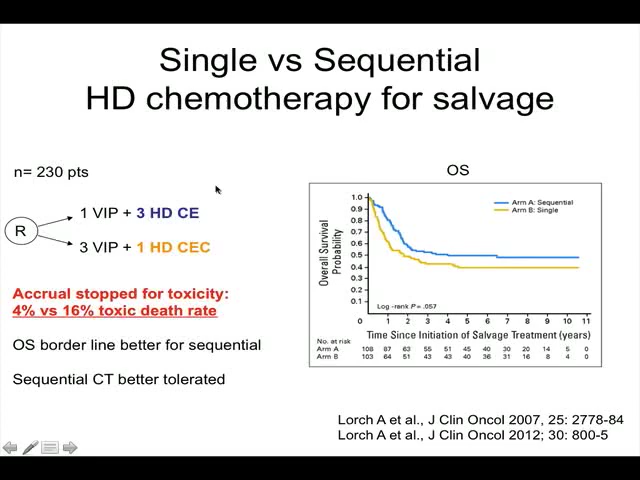 Single vs Sequential
HD chemotherapy for salvage
n= 230 pts
R
1 VIP + 3 HD CE
3 VIP + 1 HD CEC
Accrual stopped for toxicity:
4% vs 16% toxic death rate
OS border line better for sequential
Sequential CT better tolerated
OS
Overall Survival
Probability
1.0
0.9
0.8
0.7
0.6
0.5
0.4
0.3
0.2
0.1
Arm A: Sequential
Arm B: Single
Log -rank P = .057
0 1 2 3 4 5 6 7 8 9 10 11
Time Since Initiation of Salvage Treatment (years)
No. at risk
Arm A 108 87 63 55 51 45 40 30 20 14 5 0
Arm B 103 64 51 43 43 40 36 31 16 8 4 0
Lorch A et al., J Clin Oncol 2007, 25: 2778-84
Lorch A et al., J Clin Oncol 2012; 30: 800-5